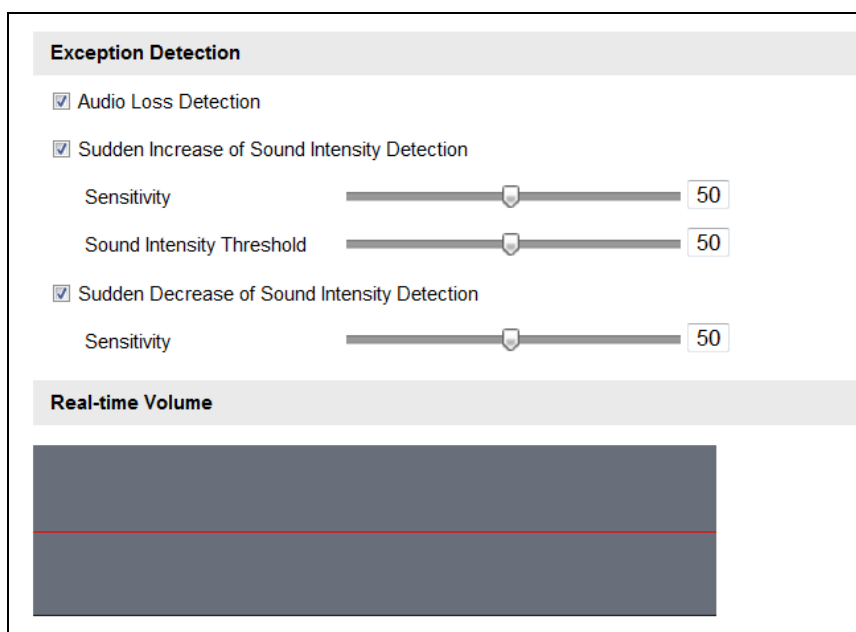 Exception Detection
Audio Loss Detection
Sudden Increase of Sound Intensity Detection
Sensitivity 50
Sound Intensity Threshold 50
Sudden Decrease of Sound Intensity Detection
Sensitivity 50
Real-time Volume